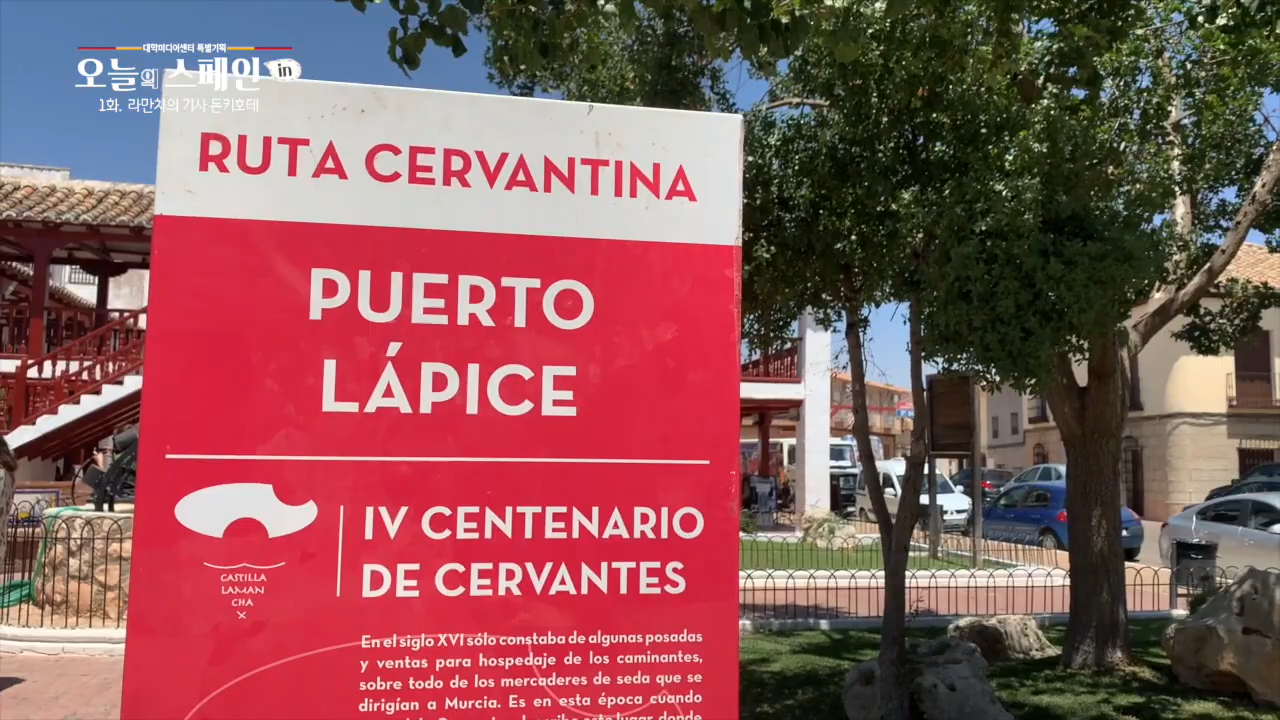 대학미디어센터 특별기획
오늘의 스페인 in
1화. 라만차의 기사 돈키호테
RUTA CERVANTINA
PUERTO
LÁPICE
IV CENTENARIO
DE CERVANTES
CASTILLA
LAMAN
CHA
En el siglo XVI sólo constaba de algunas posadas
y ventas para hospedaje de los caminantes,
sobre todo de los mercaderes de seda que se
dirigían a Murcia. Es en esta época cuando
este lugar, donde